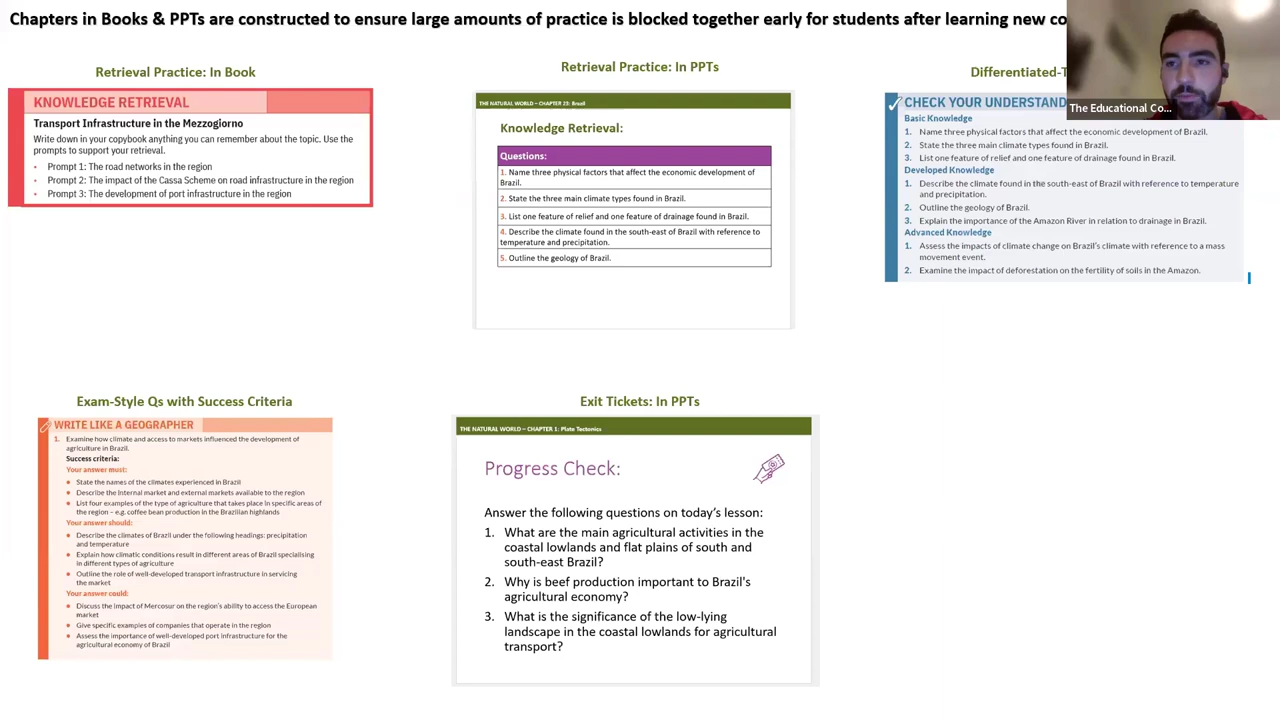 Chapters in Books & PPTs are constructed to ensure large amounts of practice is blocked together early for students after learning new
Retrieval Practice: In Book
KNOWLEDGE RETRIEVAL
Transport Infrastructure in the Mezzogiorno
Write down in your copybook anything you can remember about the topic. Use the
prompts to support your retrieval.
• Prompt 1: The road networks in the region
• Prompt 2: The impact of the Cassa Scheme on road infrastructure in the region
• Prompt 3: The development of port infrastructure in the region
Retrieval Practice: In PPTs
THE NATURAL WORLD – CHAPTER 23: Brazil
Knowledge Retrieval:
Questions:
1. Name three physical factors that affect the economic development of
Brazil.
2. State the three main climate types found in Brazil.
3. List one feature of relief and one feature of drainage found in Brazil.
4. Describe the climate found in the south-east of Brazil with reference to
temperature and precipitation.
5. Outline the geology of Brazil.
The Educational Co...
CHECK YOUR
Basic Knowledge
1. Name three physical factors that affect the economic development of Brazil.
2. State the three main climate types found in Brazil.
3. List one feature of relief and one feature of drainage found in Brazil.
Developed Knowledge
1. Describe the climate found in the south-east of Brazil with reference to temperature
and precipitation.
2. Outline the geology of Brazil.
3. Explain the importance of the Amazon River in relation to drainage in Brazil.
Advanced Knowledge
1. Assess the impacts of climate change on Brazil's climate with reference to a mass
movement event.
2. Examine the impact of deforestation on the fertility of soils in the Amazon.
Exam-Style Qs with Success Criteria
WRITE LIKE A GEOGRAPHER
1. Examine how climate and access to markets influenced the development of
agriculture in Brazil.
Success criteria:
Your answer must:
• State the names of the climates experienced in Brazil
• Describe the internal market and external markets available to the region
• List four examples of the type of agriculture that takes place in specific areas of
the region – e.g. coffee bean production in the Brazilian highlands
Your answer should:
• Describe the climates of Brazil under the following headings: precipitation
and temperature
• Explain how climatic conditions result in different areas of Brazil specialising
in different types of agriculture
• Outline the role of well-developed transport infrastructure in servicing
the market
Your answer could:
• Discuss the impact of Mercosur on the region's ability to access the European
market
• Give specific examples of companies that operate in the region
• Assess the importance of well-developed port infrastructure for the
agricultural economy of Brazil
Exit Tickets: In PPTs
THE NATURAL WORLD – CHAPTER 1: Plate Tectonics
Progress Check:
Answer the following questions on today's lesson:
1. What are the main agricultural activities in the
coastal lowlands and flat plains of south and
south-east Brazil?
2. Why is beef production important to Brazil's
agricultural economy?
3. What is the significance of the low-lying
landscape in the coastal lowlands for agricultural
transport?